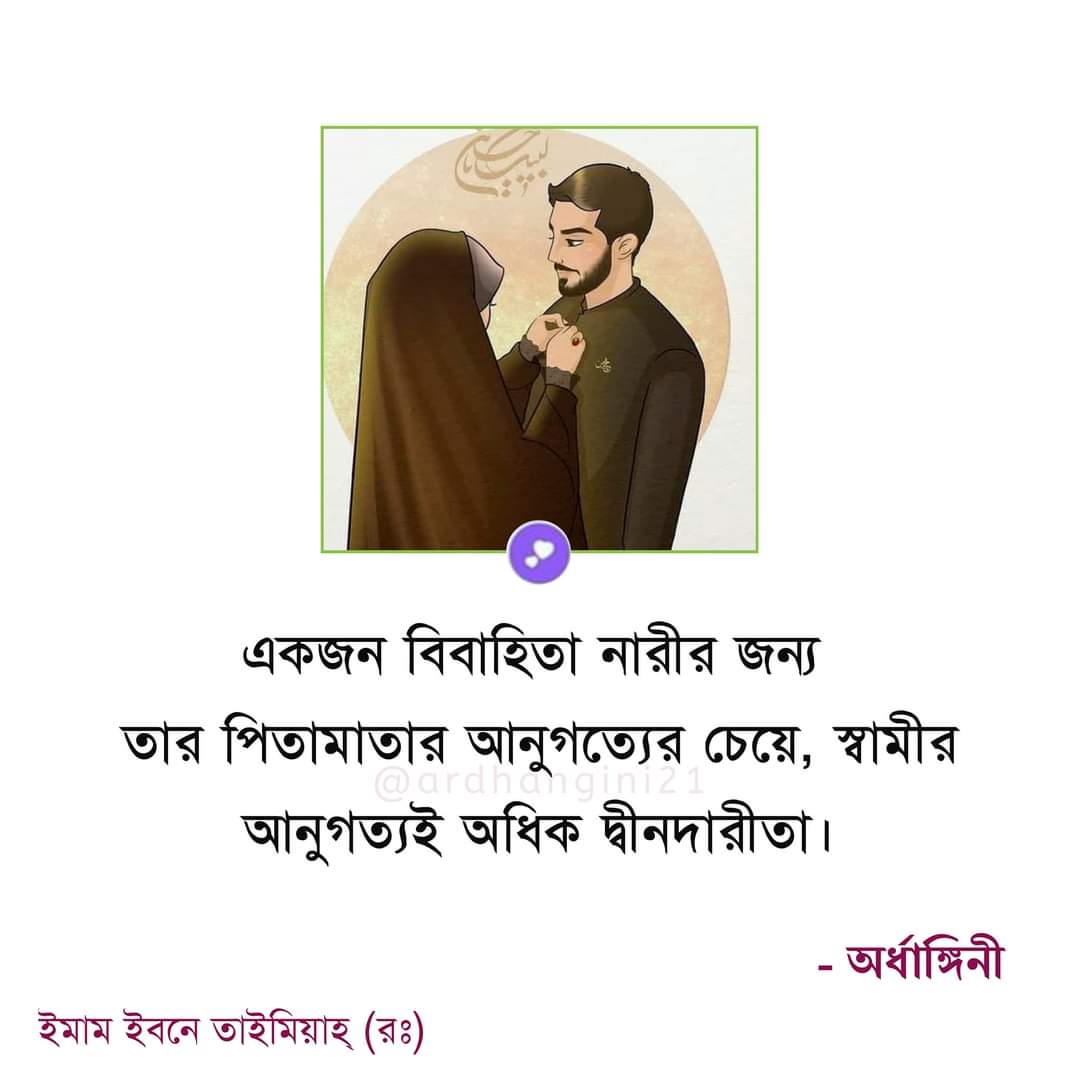 একজন বিবাহিতা নারীর জন্য
তার পিতামাতার আনুগত্যের চেয়ে, স্বামীর
@ardhangini21
আনুগত্যই অধিক দ্বীনদারীতা।
- অর্ধাঙ্গিনী
ইমাম ইবনে তাইমিয়াহ্ (রঃ)